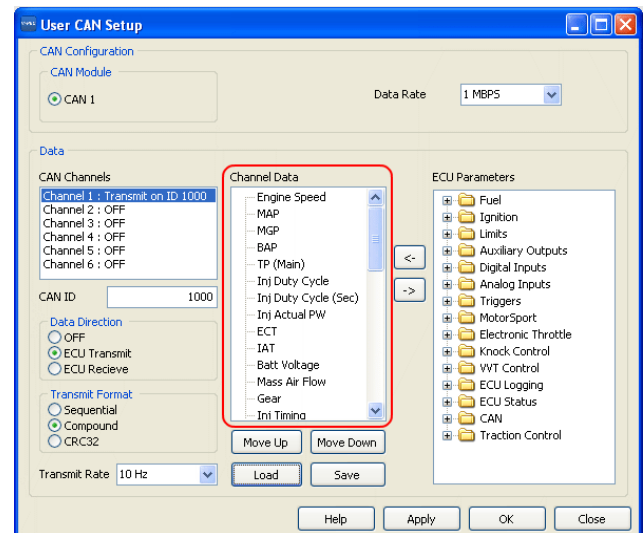 User CAN Setup
CAN Configuration
CAN Module
CAN 1
Data Rate
1 MBPS
Data
CAN Channels
Channel 1 : Transmit on ID 1000
Channel 2 : OFF
Channel 3 : OFF
Channel 4 : OFF
Channel 5 : OFF
Channel 6 : OFF
CAN ID
1000
Data Direction
OFF
ECU Transmit
ECU Recieve
Transmit Format
Sequential
Compound
CRC32
Transmit Rate
10 Hz
Channel Data
Engine Speed
MAP
MGP
BAP
TP (Main)
Inj Duty Cycle
Inj Duty Cycle (Sec)
Inj Actual PW
ECT
IAT
Batt Voltage
Mass Air Flow
Gear
Inj Timing
Move Up
Move Down
Load
Save
<-
->
ECU Parameters
Fuel
Ignition
Limits
Auxiliary Outputs
Digital Inputs
Analog Inputs
Triggers
MotorSport
Electronic Throttle
Knock Control
VVT Control
ECU Logging
ECU Status
CAN
Traction Control
Help
Apply
OK
Close